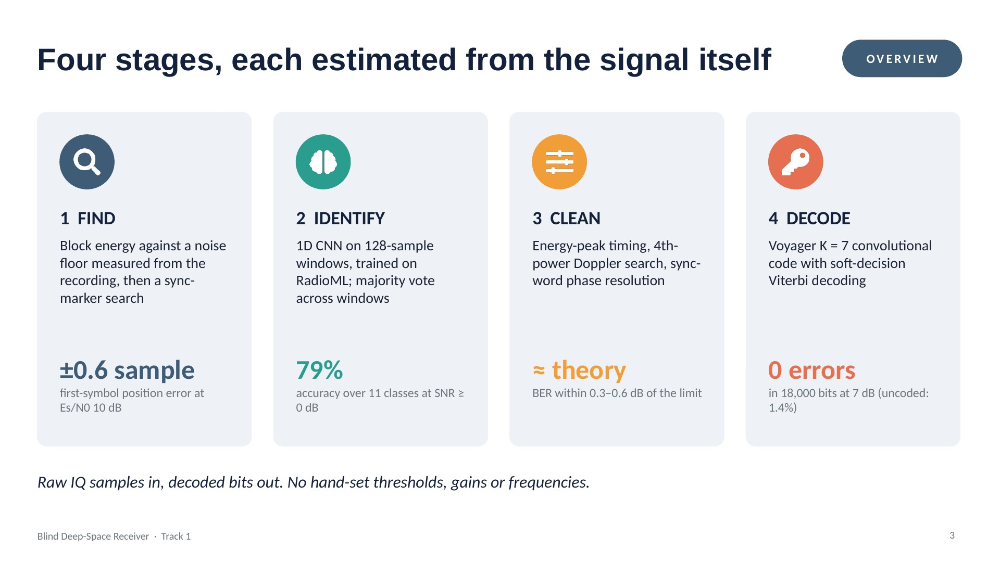 Four stages, each estimated from the signal itself
OVERVIEW
1 FIND
Block energy against a noise
floor measured from the
recording, then a sync-
marker search
±0.6 sample
first-symbol position error at
Es/N0 10 dB
2 IDENTIFY
1D CNN on 128-sample
windows, trained on
RadioML; majority vote
across windows
79%
accuracy over 11 classes at SNR ≥
0 dB
3 CLEAN
Energy-peak timing, 4th-
power Doppler search, sync-
word phase resolution
≈ theory
BER within 0.3–0.6 dB of the limit
4 DECODE
Voyager K = 7 convolutional
code with soft-decision
Viterbi decoding
0 errors
in 18,000 bits at 7 dB (uncoded:
1.4%)
Raw IQ samples in, decoded bits out. No hand-set thresholds, gains or frequencies.
Blind Deep-Space Receiver · Track 1
3